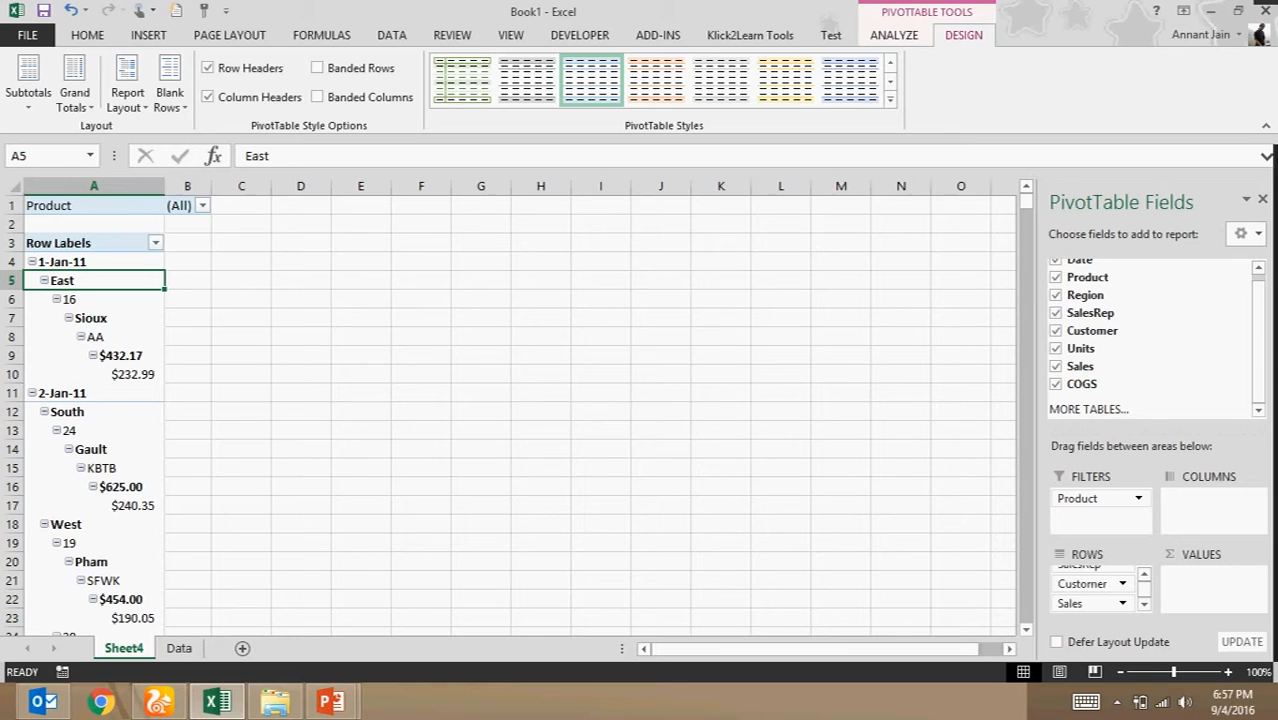 Book1 - Excel
PIVOTTABLE TOOLS
FILE HOME INSERT PAGE LAYOUT FORMULAS DATA REVIEW VIEW DEVELOPER ADD-INS Klick2Learn Tools Test ANALYZE DESIGN Annant Jain
Subtotals
Grand Totals
Report Layout
Blank Rows
Layout
Row Headers
Banded Rows
Column Headers
Banded Columns
PivotTable Style Options
PivotTable Styles
A5 fx East
A B C D E F G H I J K L M N O
1 Product (All)
2
3 Row Labels
4 1-Jan-11
5 East
6 16
7 Sioux
8 AA
9 $432.17
10 $232.99
11 2-Jan-11
12 South
13 24
14 Gault
15 KBTB
16 $625.00
17 $240.35
18 West
19 19
20 Pham
21 SFWK
22 $454.00
23 $190.05
PivotTable Fields
Choose fields to add to report:
Date
Product
Region
SalesRep
Customer
Units
Sales
COGS
MORE TABLES...
Drag fields between areas below:
FILTERS
Product
COLUMNS
ROWS
SalesRep
Customer
Sales
Σ VALUES
Defer Layout Update UPDATE
Sheet4 Data
READY
100%
6:57 PM
9/4/2016